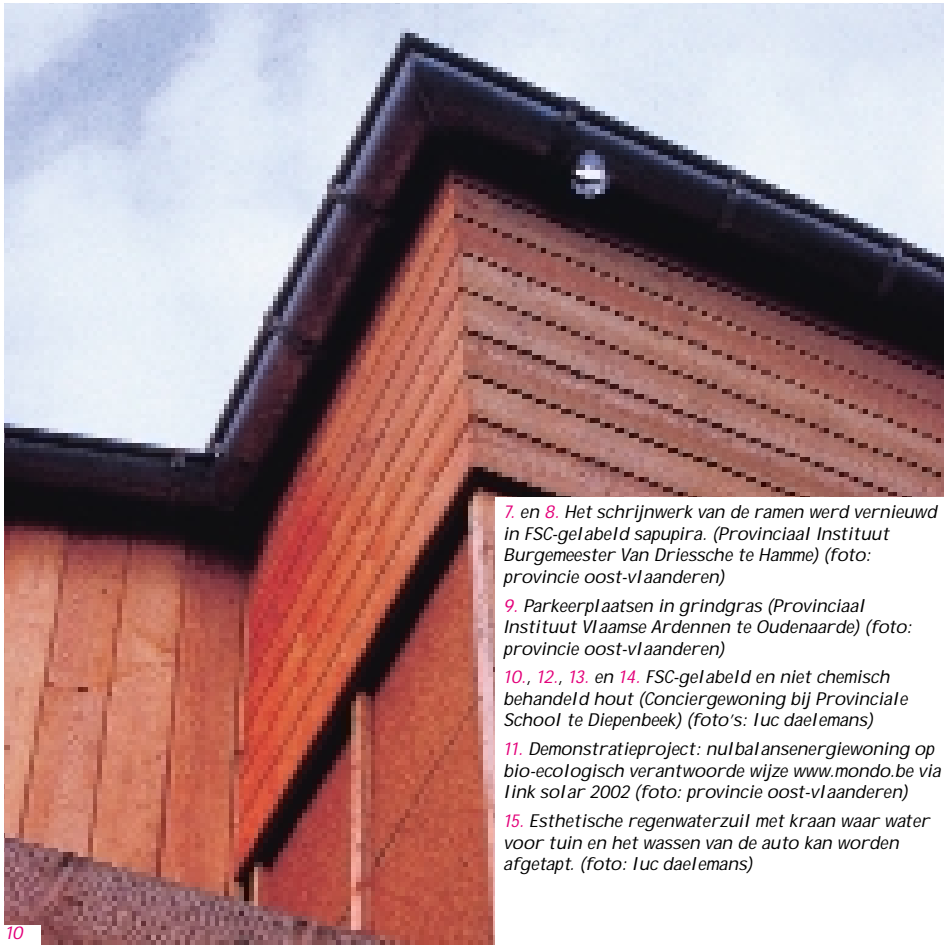 7. en 8. Het schrijnwerk van de ramen werd vernieuwd
in FSC-gelabeld sapupira. (Provinciaal Instituut
Burgemeester Van Driessche te Hamme) (foto:
provincie oost-vlaanderen)
9. Parkeerplaatsen in grindgras (Provinciaal
Instituut Vlaamse Ardennen te Oudenaarde) (foto:
provincie oost-vlaanderen)
10., 12., 13. en 14. FSC-gelabeld en niet chemisch
behandeld hout (Conciergewoning bij Provinciale
School te Diepenbeek) (foto's: luc daelemans)
11. Demonstratieproject: nulbalansenergiewoning op
bio-ecologisch verantwoorde wijze www.mondo.be via
link solar 2002 (foto: provincie oost-vlaanderen)
15. Esthetische regenwaterzuil met kraan waar water
voor tuin en het wassen van de auto kan worden
afgetapt. (foto: luc daelemans)
10